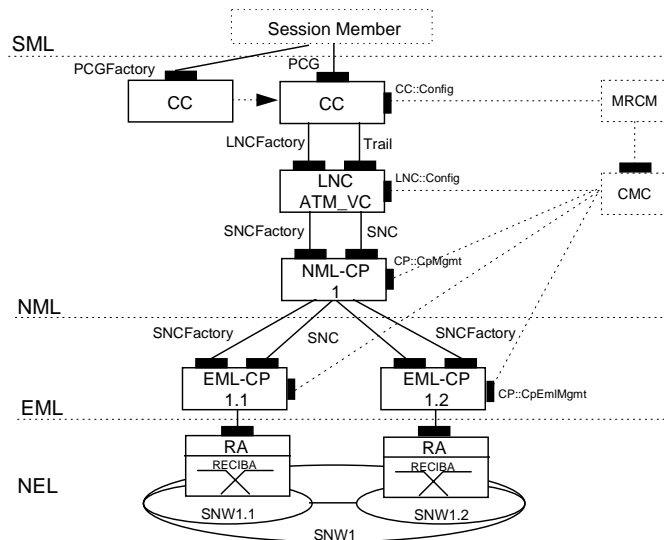 Session Member
SML
PCGFactory
PCG
CC
CC
CC::Config
MRCM
LNCFactory
Trail
LNC
ATM_VC
LNC::Config
CMC
SNCFactory
SNC
NML-CP
1
CP::CpMgmt
NML
SNCFactory
SNC
SNCFactory
EML-CP
1.1
EML-CP
1.2
CP::CpEmlMgmt
EML
RA
RA
RECIBA
RECIBA
NEL
SNW1.1
SNW1.2
SNW1